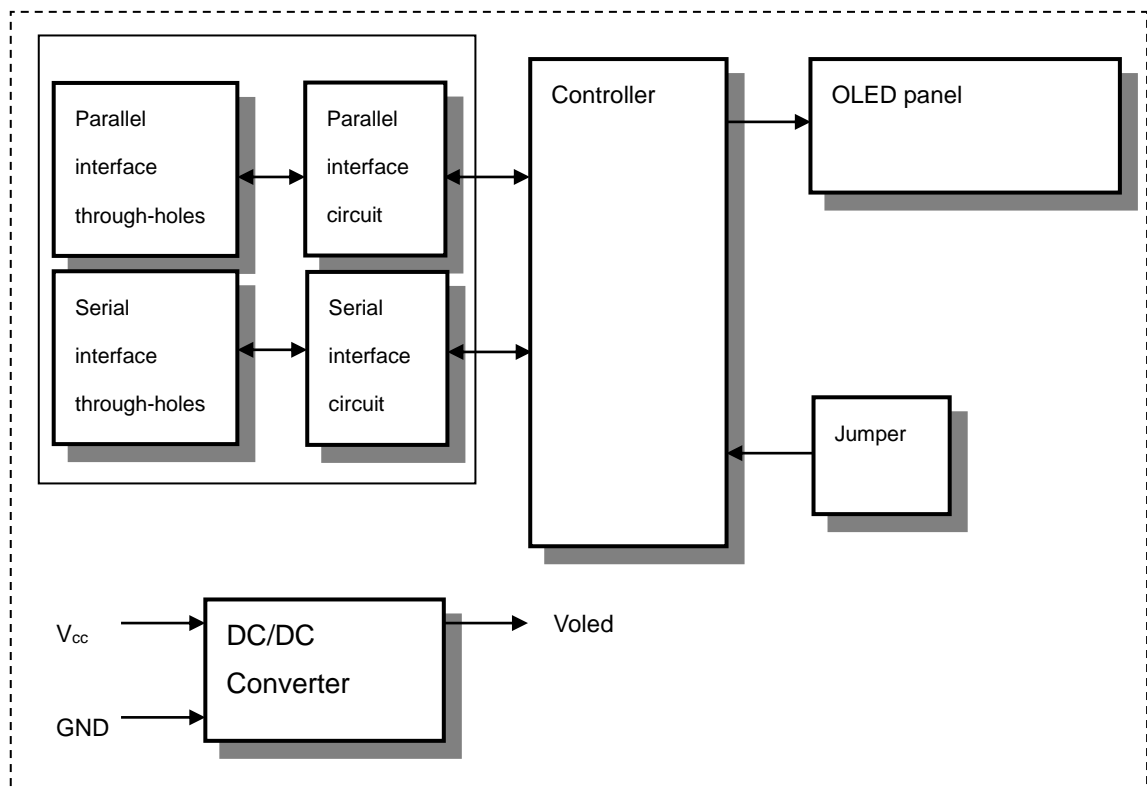 Parallel
interface
through-holes
Parallel
interface
circuit
Controller
OLED panel
Serial
interface
through-holes
Serial
interface
circuit
Jumper
Vcc
GND
DC/DC
Converter
Voled